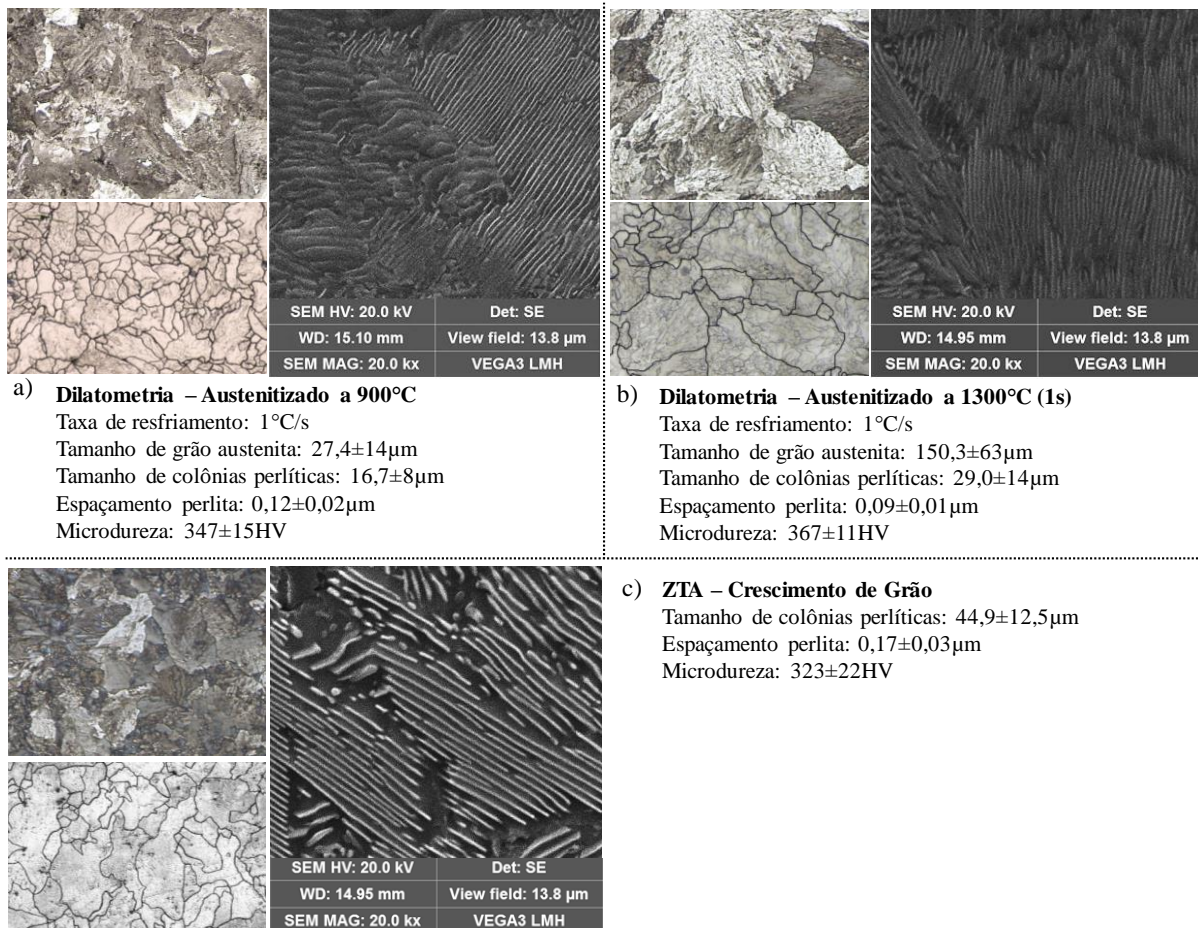 SEM HV: 20.0 kV Det: SE
WD: 15.10 mm View field: 13.8 µm
SEM MAG: 20.0 kx VEGA3 LMH
a) Dilatometria – Austenitizado a 900°C
Taxa de resfriamento: 1°C/s
Tamanho de grão austenita: 27,4±14µm
Tamanho de colônias perlíticas: 16,7±8µm
Espaçamento perlita: 0,12±0,02µm
Microdureza: 347±15HV
SEM HV: 20.0 kV Det: SE
WD: 14.95 mm View field: 13.8 µm
SEM MAG: 20.0 kx VEGA3 LMH
b) Dilatometria – Austenitizado a 1300°C (1s)
Taxa de resfriamento: 1°C/s
Tamanho de grão austenita: 150,3±63µm
Tamanho de colônias perlíticas: 29,0±14µm
Espaçamento perlita: 0,09±0,01µm
Microdureza: 367±11HV
SEM HV: 20.0 kV Det: SE
WD: 14.95 mm View field: 13.8 µm
SEM MAG: 20.0 kx VEGA3 LMH
c) ZTA – Crescimento de Grão
Tamanho de colônias perlíticas: 44,9±12,5µm
Espaçamento perlita: 0,17±0,03µm
Microdureza: 323±22HV